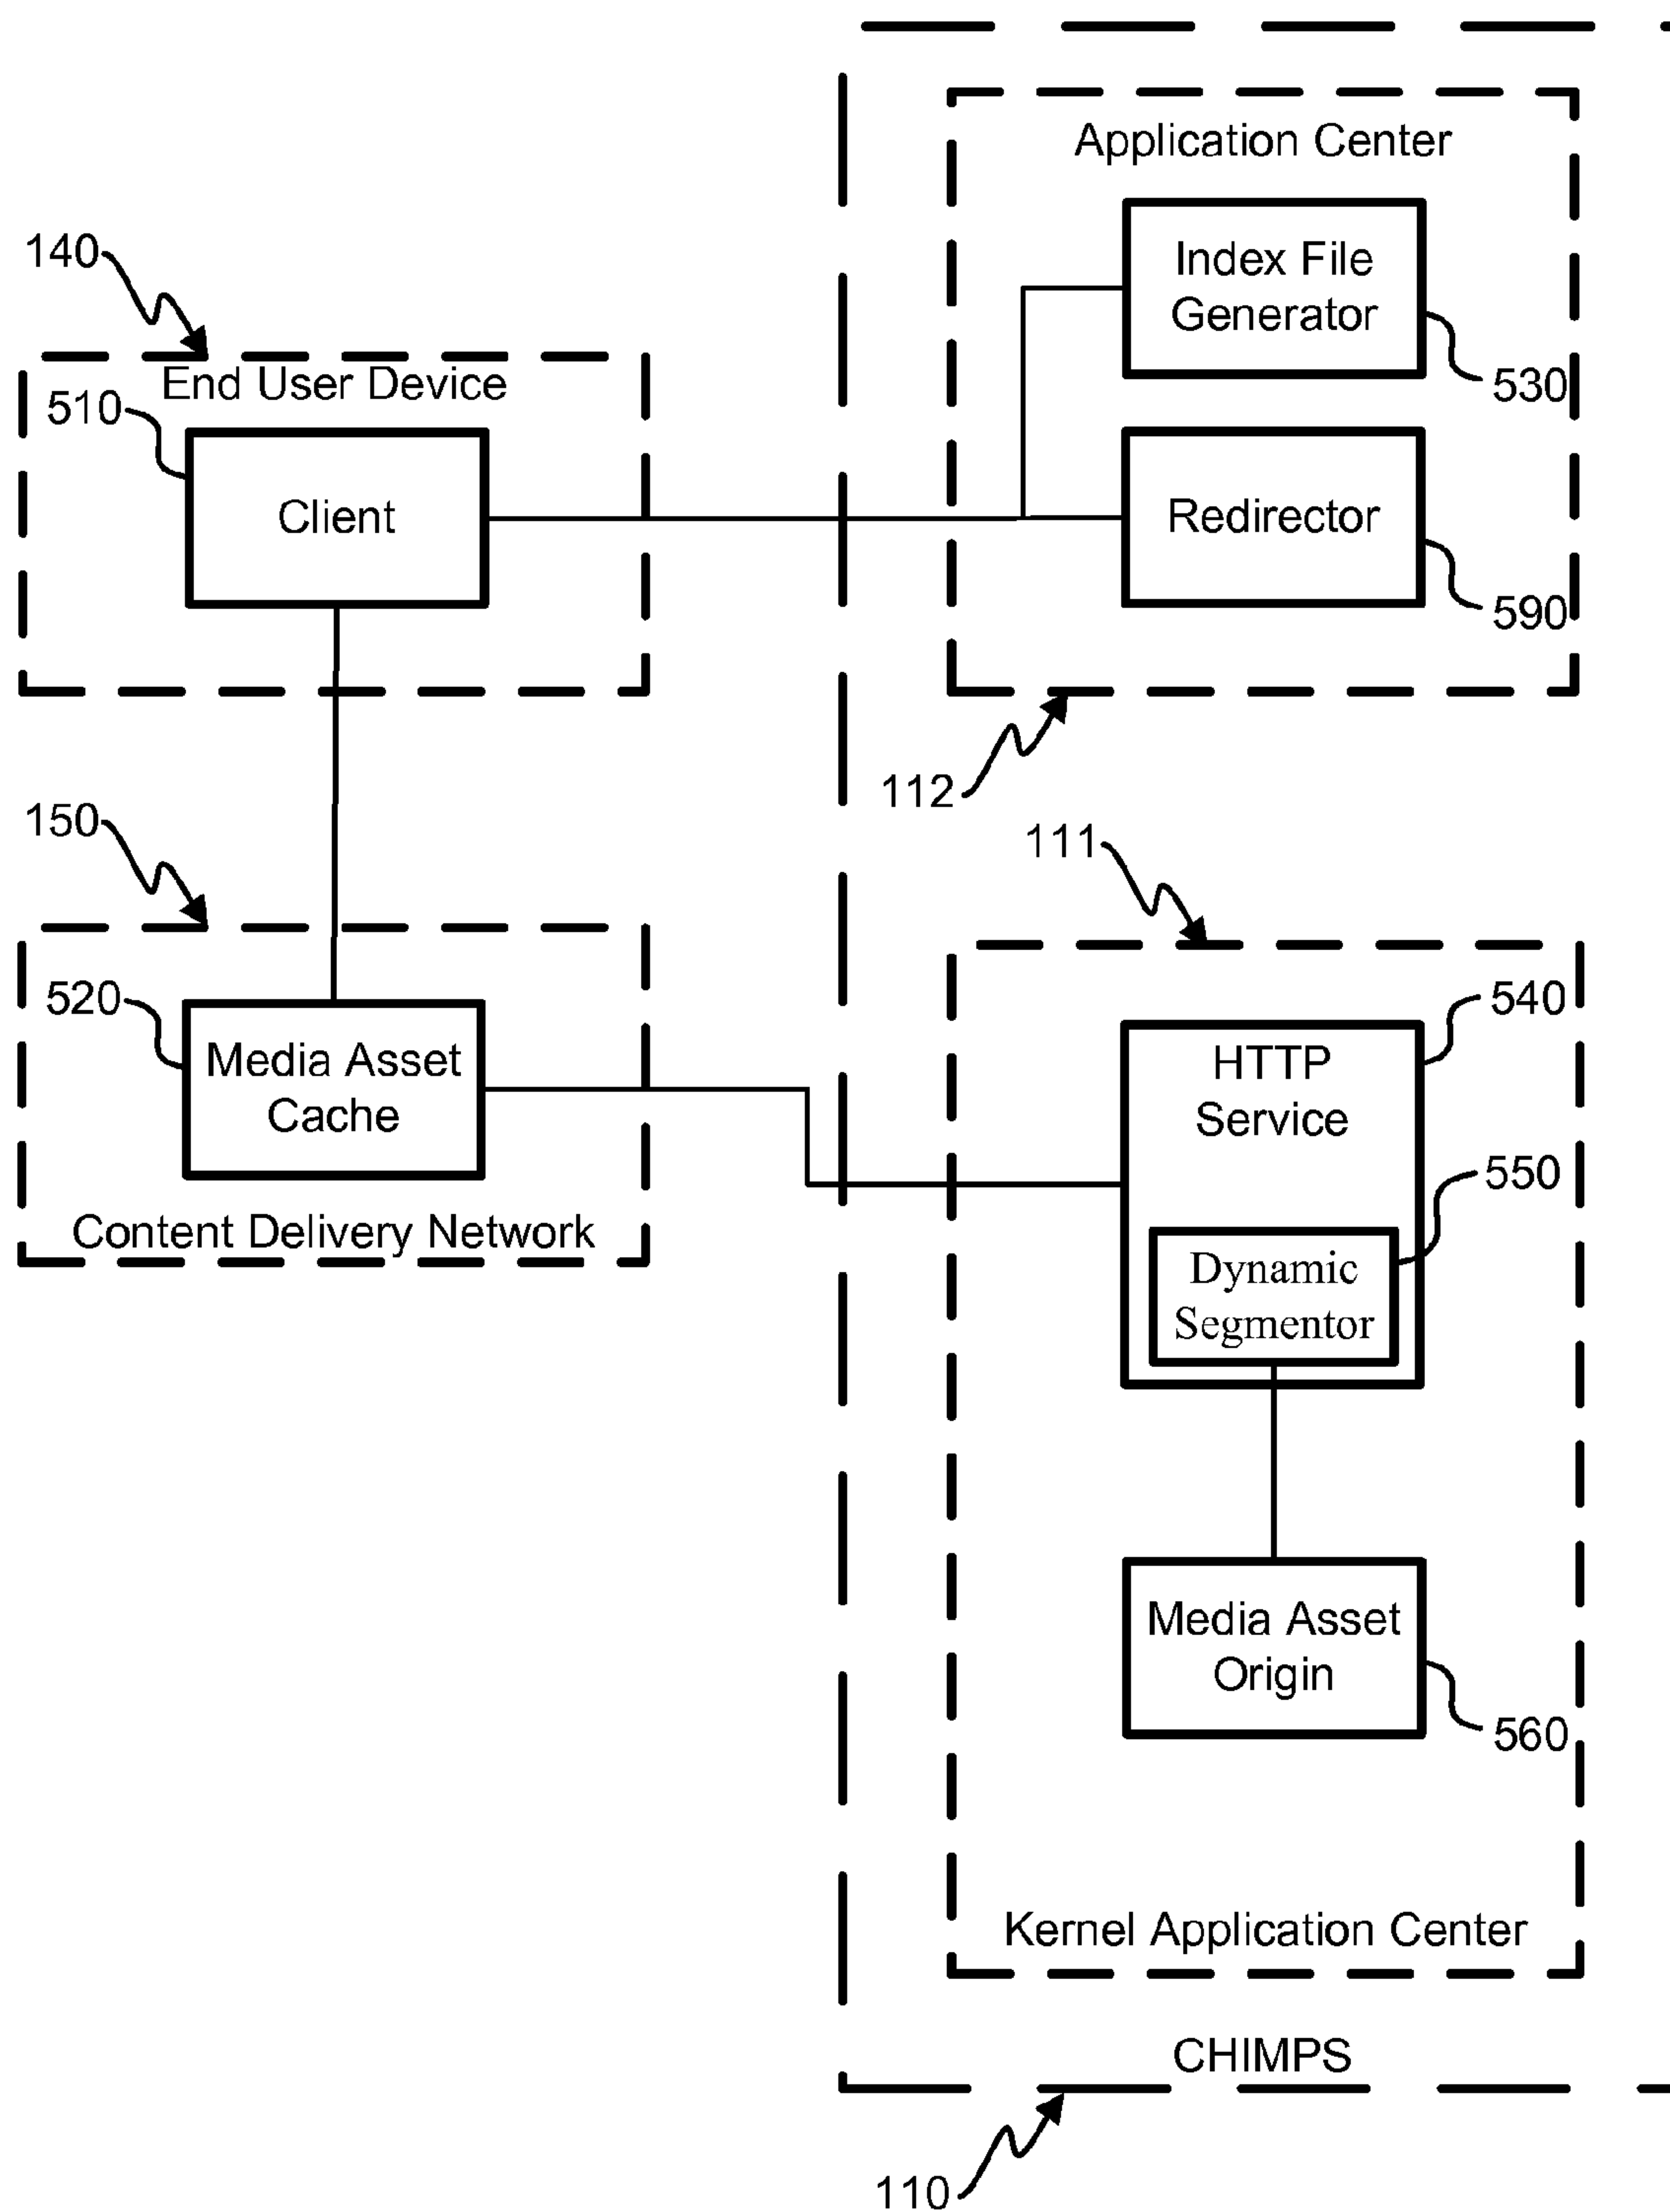 Application Center
Index File
Generator
530
140
End User Device
510
Client
Redirector
590
112
150
111
520
Media Asset
Cache
Content Delivery Network
540
HTTP
Service
550
Dynamic
Segmentor
Media Asset
Origin
560
Kernel Application Center
CHIMPS
110